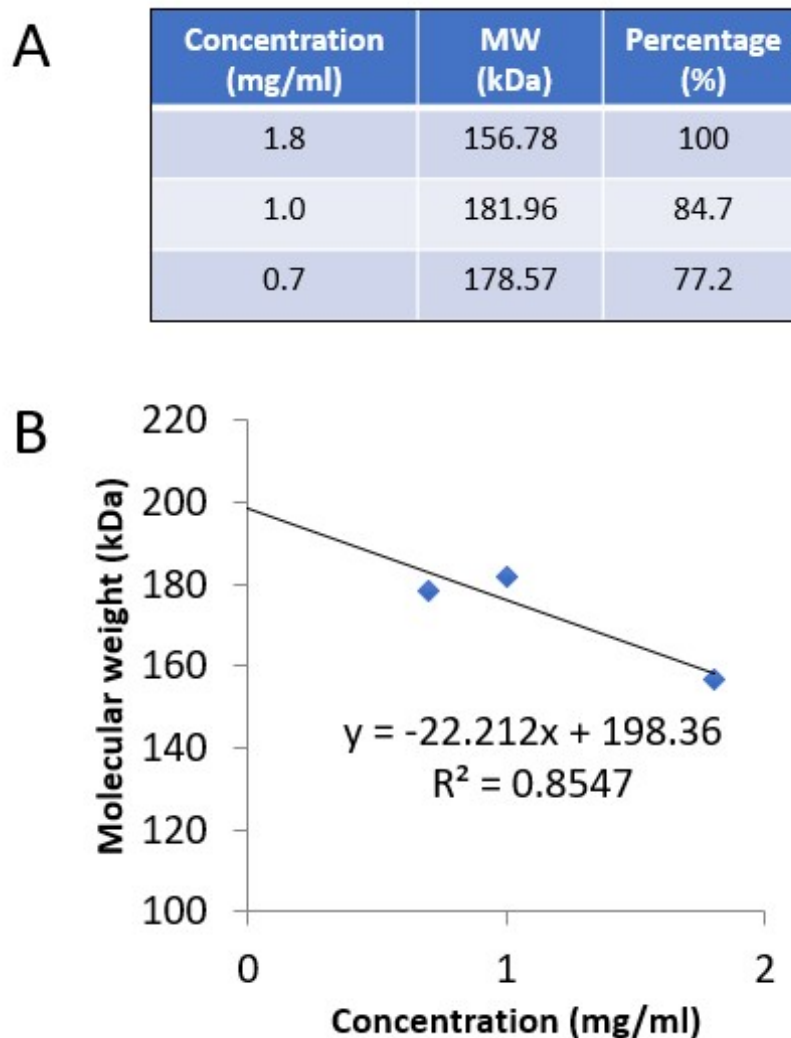 A
Concentration (mg/ml) MW (kDa) Percentage (%)
1.8 156.78 100
1.0 181.96 84.7
0.7 178.57 77.2
B
Molecular weight (kDa)
220
200
180
160
140
120
100
y = -22.212x + 198.36
R² = 0.8547
0 1 2
Concentration (mg/ml)